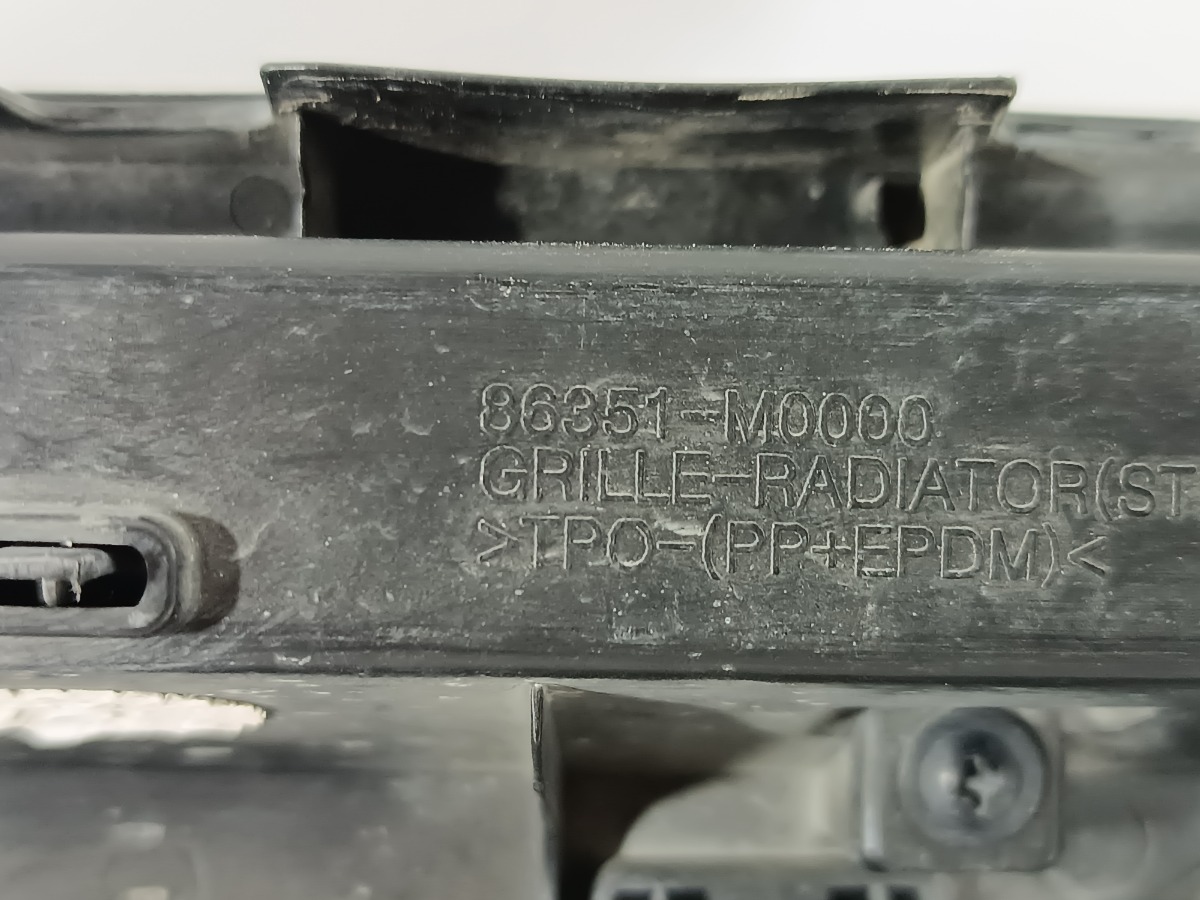 86351-M0000
GRILLE-RADIATOR(ST
>TPO-(PP+EPDM)<